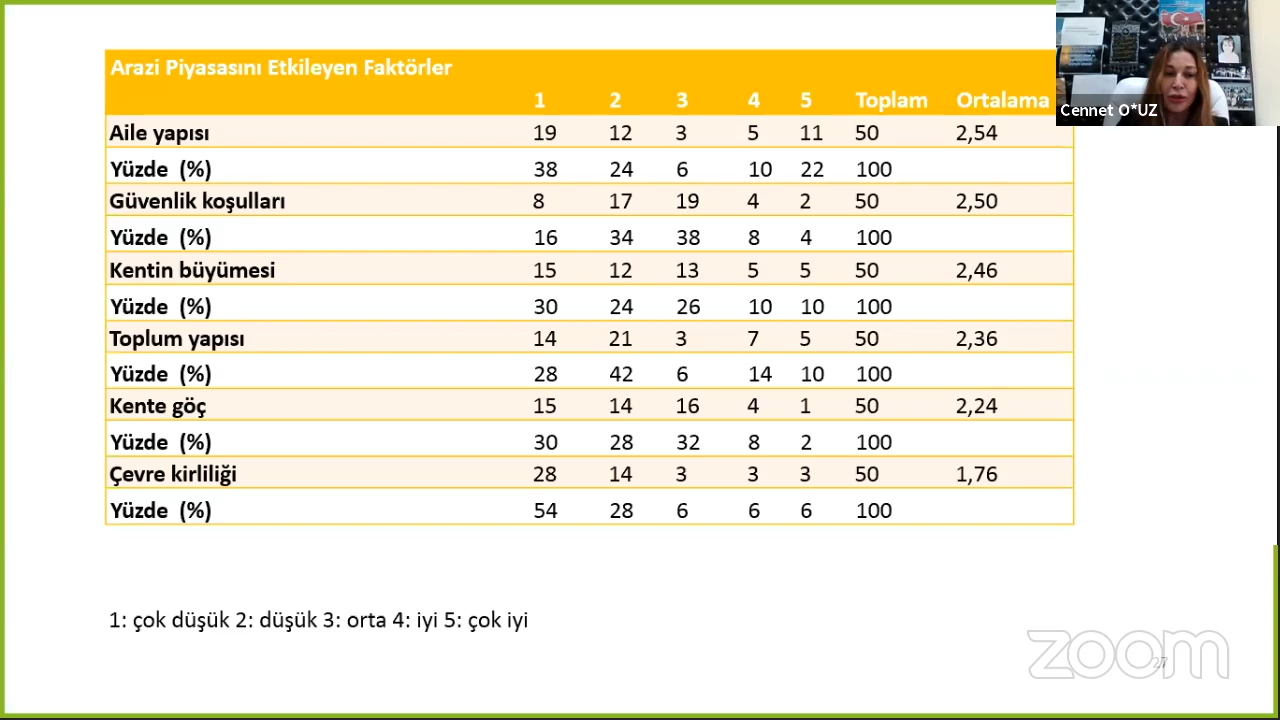 Arazi Piyasasını Etkileyen Faktörler
1 2 3 4 5 Toplam Ortalama
Aile yapısı 19 12 3 5 11 50 2,54
Yüzde (%) 38 24 6 10 22 100
Güvenlik koşulları 8 17 19 4 2 50 2,50
Yüzde (%) 16 34 38 8 4 100
Kentin büyümesi 15 12 13 5 5 50 2,46
Yüzde (%) 30 24 26 10 10 100
Toplum yapısı 14 21 3 7 5 50 2,36
Yüzde (%) 28 42 6 14 10 100
Kente göç 15 14 16 4 1 50 2,24
Yüzde (%) 30 28 32 8 2 100
Çevre kirliliği 28 14 3 3 3 50 1,76
Yüzde (%) 54 28 6 6 6 100
1: çok düşük 2: düşük 3: orta 4: iyi 5: çok iyi
Cennet O*UZ
zoom
27